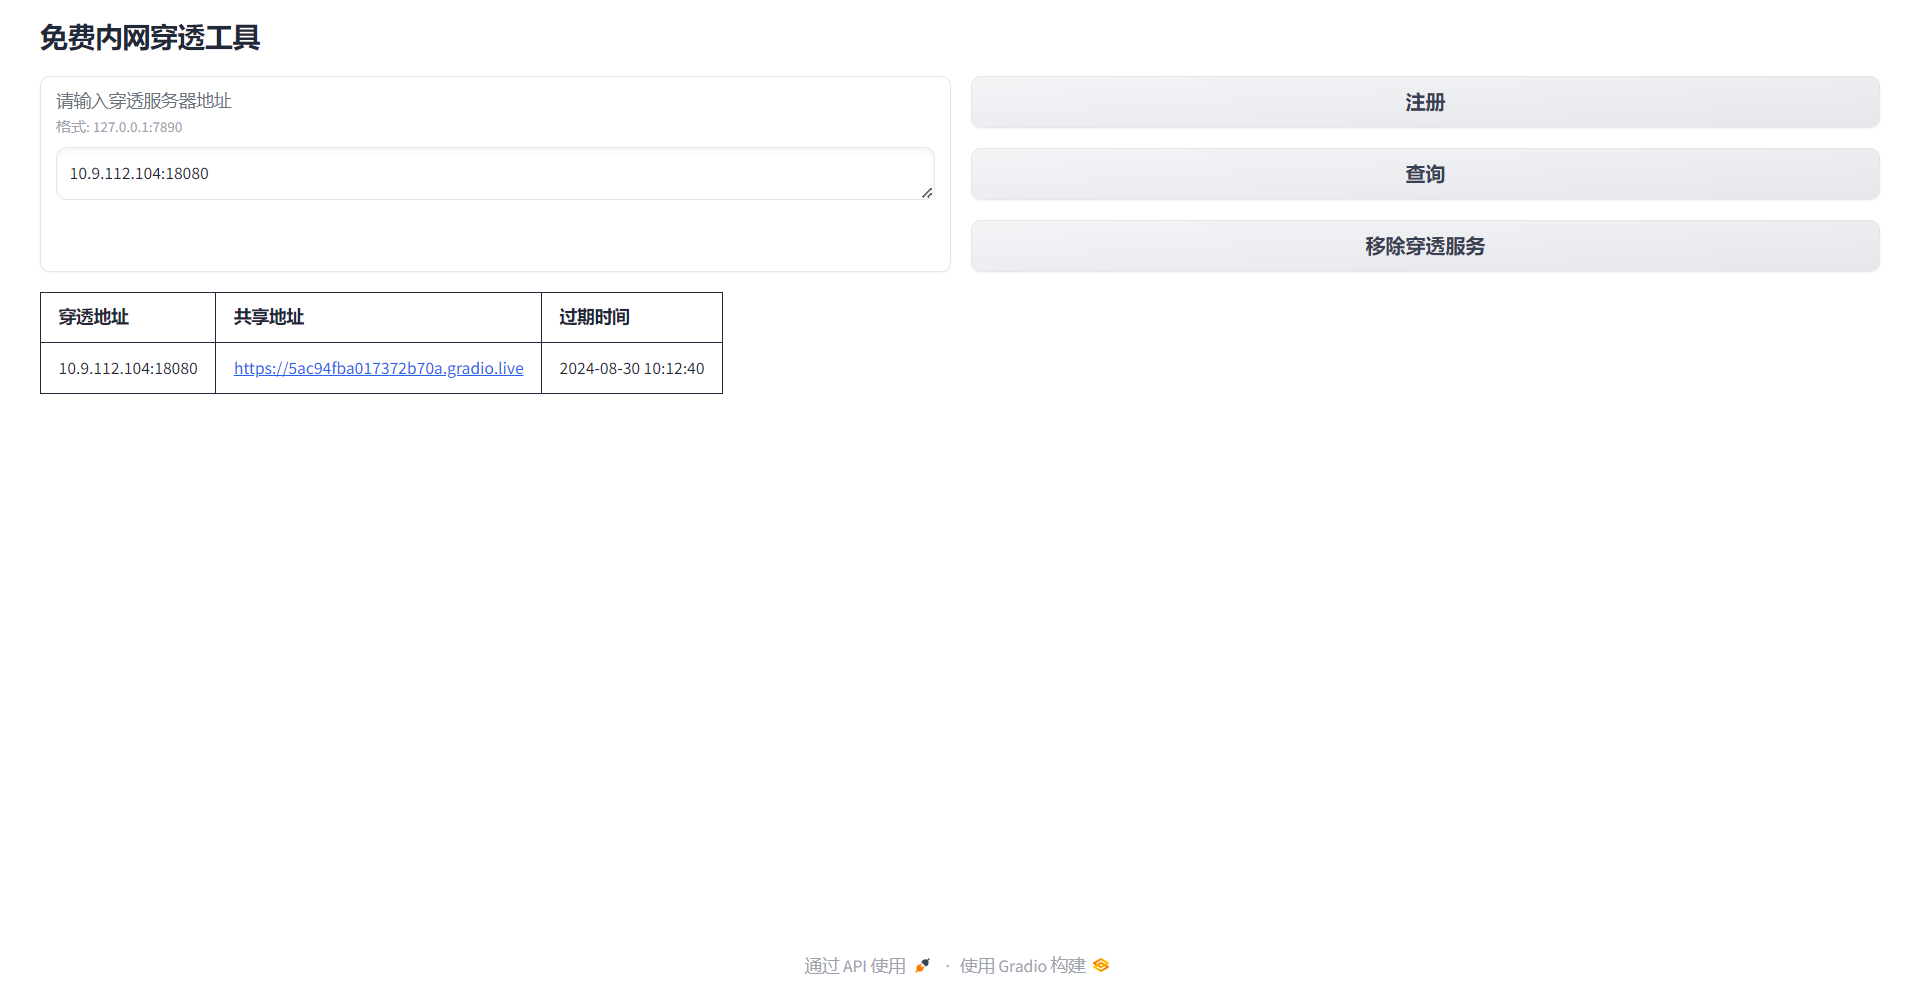 免费内网穿透工具
请输入穿透服务器地址
格式: 127.0.0.1:7890
10.9.112.104:18080
注册
查询
移除穿透服务
穿透地址 共享地址 过期时间
10.9.112.104:18080 https://5ac94fba017372b70a.gradio.live 2024-08-30 10:12:40
通过 API 使用 · 使用 Gradio 构建